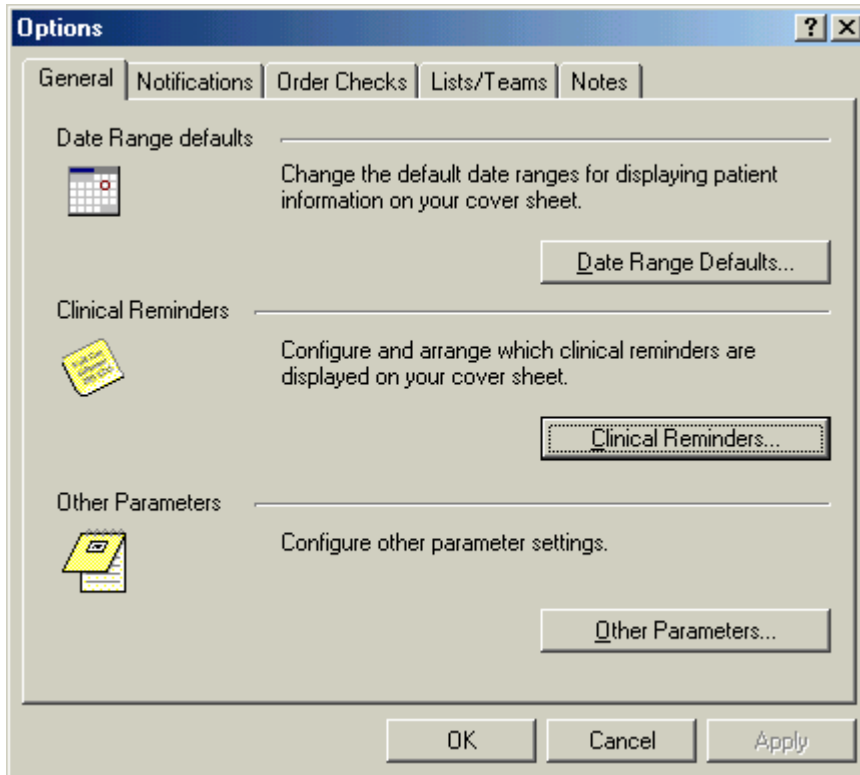 Options
General Notifications Order Checks Lists/Teams Notes
Date Range defaults
Change the default date ranges for displaying patient
information on your cover sheet.
Date Range Defaults...
Clinical Reminders
Configure and arrange which clinical reminders are
displayed on your cover sheet.
Clinical Reminders...
Other Parameters
Configure other parameter settings.
Other Parameters...
OK Cancel Apply